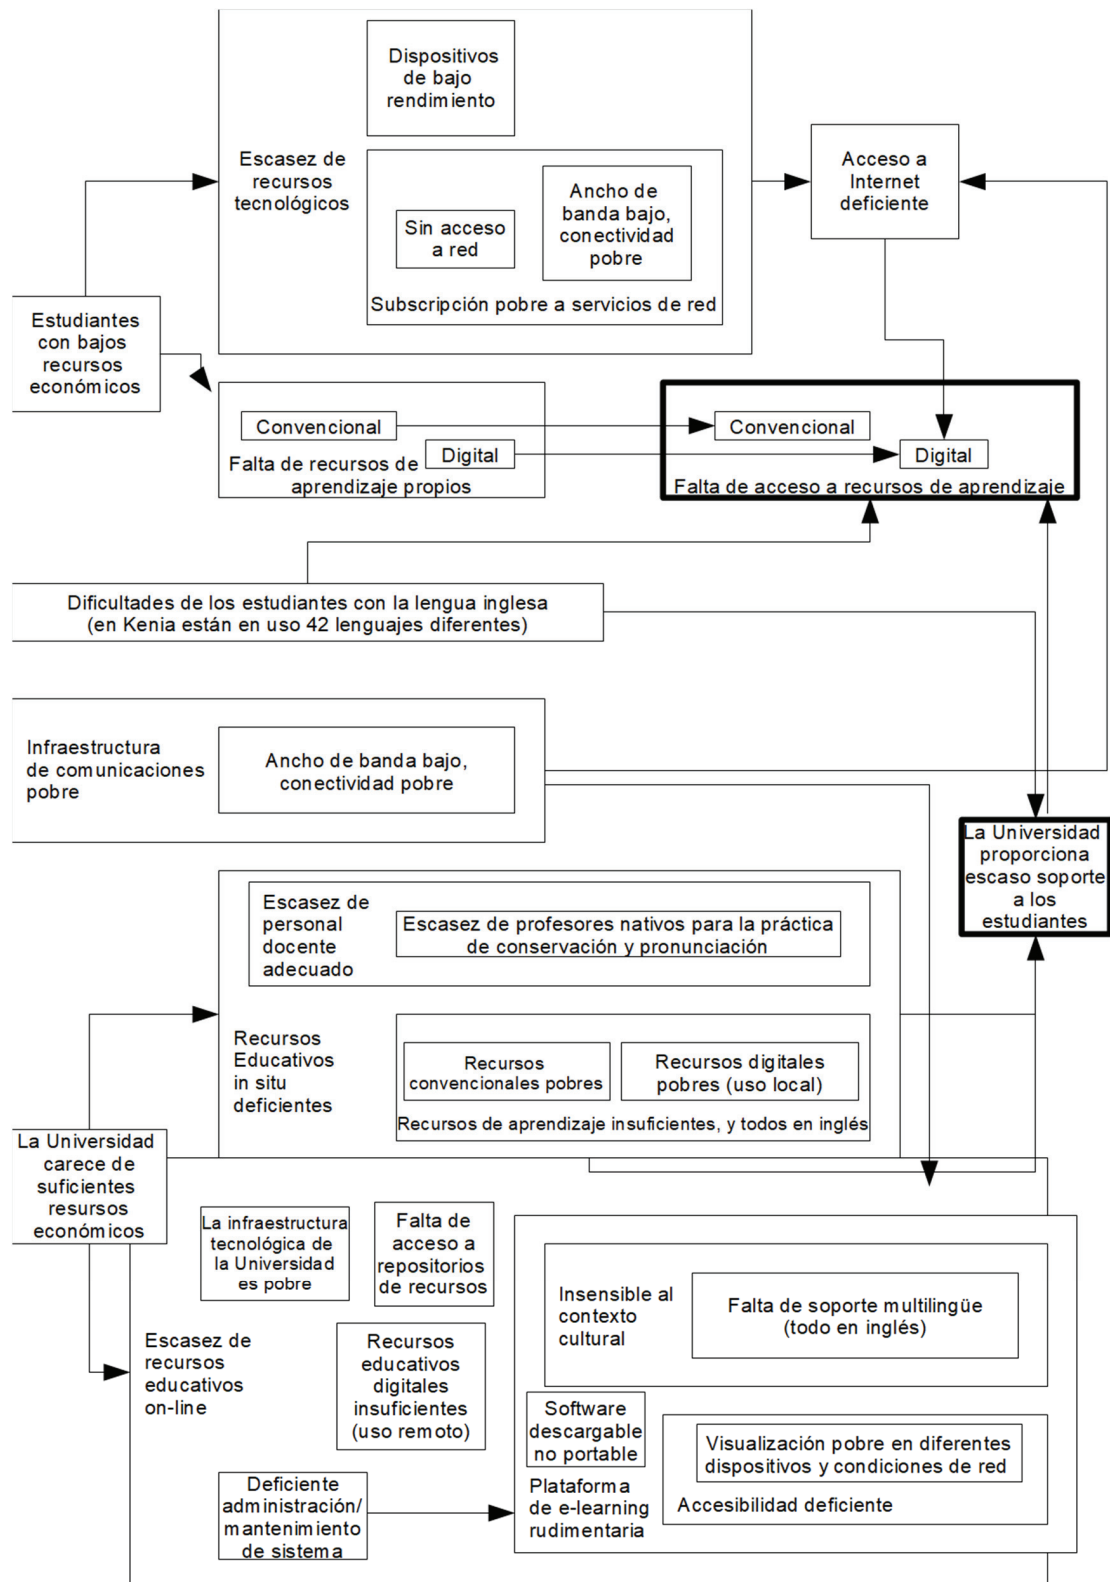 Dispositivos
de bajo
rendimiento
Escasez de
recursos
tecnológicos
Sin acceso
a red
Ancho de
banda bajo,
conectividad
pobre
Subscripción pobre a servicios de red
Acceso a
Internet
deficiente
Estudiantes
con bajos
recursos
económicos
Convencional
Digital
Falta de recursos de
aprendizaje propios
Convencional
Digital
Falta de acceso a recursos de aprendizaje
Dificultades de los estudiantes con la lengua inglesa
(en Kenia están en uso 42 lenguajes diferentes)
Infraestructura
de comunicaciones
pobre
Ancho de banda bajo,
conectividad pobre
La Universidad
proporciona
escaso soporte
a los
estudiantes
Escasez de
personal
docente
adecuado
Escasez de profesores nativos para la práctica
de conservación y pronunciación
Recursos
Educativos
in situ
deficientes
Recursos
convencionales pobres
Recursos digitales
pobres (uso local)
Recursos de aprendizaje insuficientes, y todos en inglés
La Universidad
carece de
suficientes
resursos
económicos
La infraestructura
tecnológica de
la Universidad
es pobre
Falta de
acceso a
repositorios
de recursos
Insensible al
contexto
cultural
Falta de soporte multilingüe
(todo en inglés)
Escasez de
recursos
educativos
on-line
Recursos
educativos
digitales
insuficientes
(uso remoto)
Software
descargable
no portable
Visualización pobre en diferentes
dispositivos y condiciones de red
Accesibilidad deficiente
Plataforma
de e-learning
rudimentaria
Deficiente
administración/
mantenimiento
de sistema